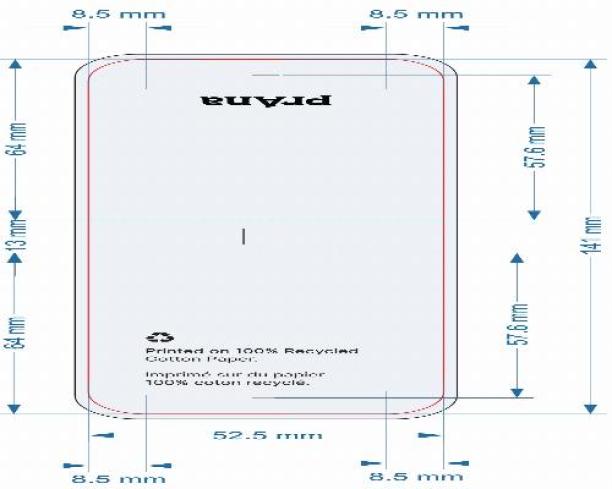 8.5 mm 8.5 mm
prAna
64 mm
57.6 mm
13 mm
141 mm
64 mm
57.6 mm
Printed on 100% Recycled
Cotton Paper.
Imprimé sur du papier
100% coton recyclé.
52.5 mm
8.5 mm 8.5 mm